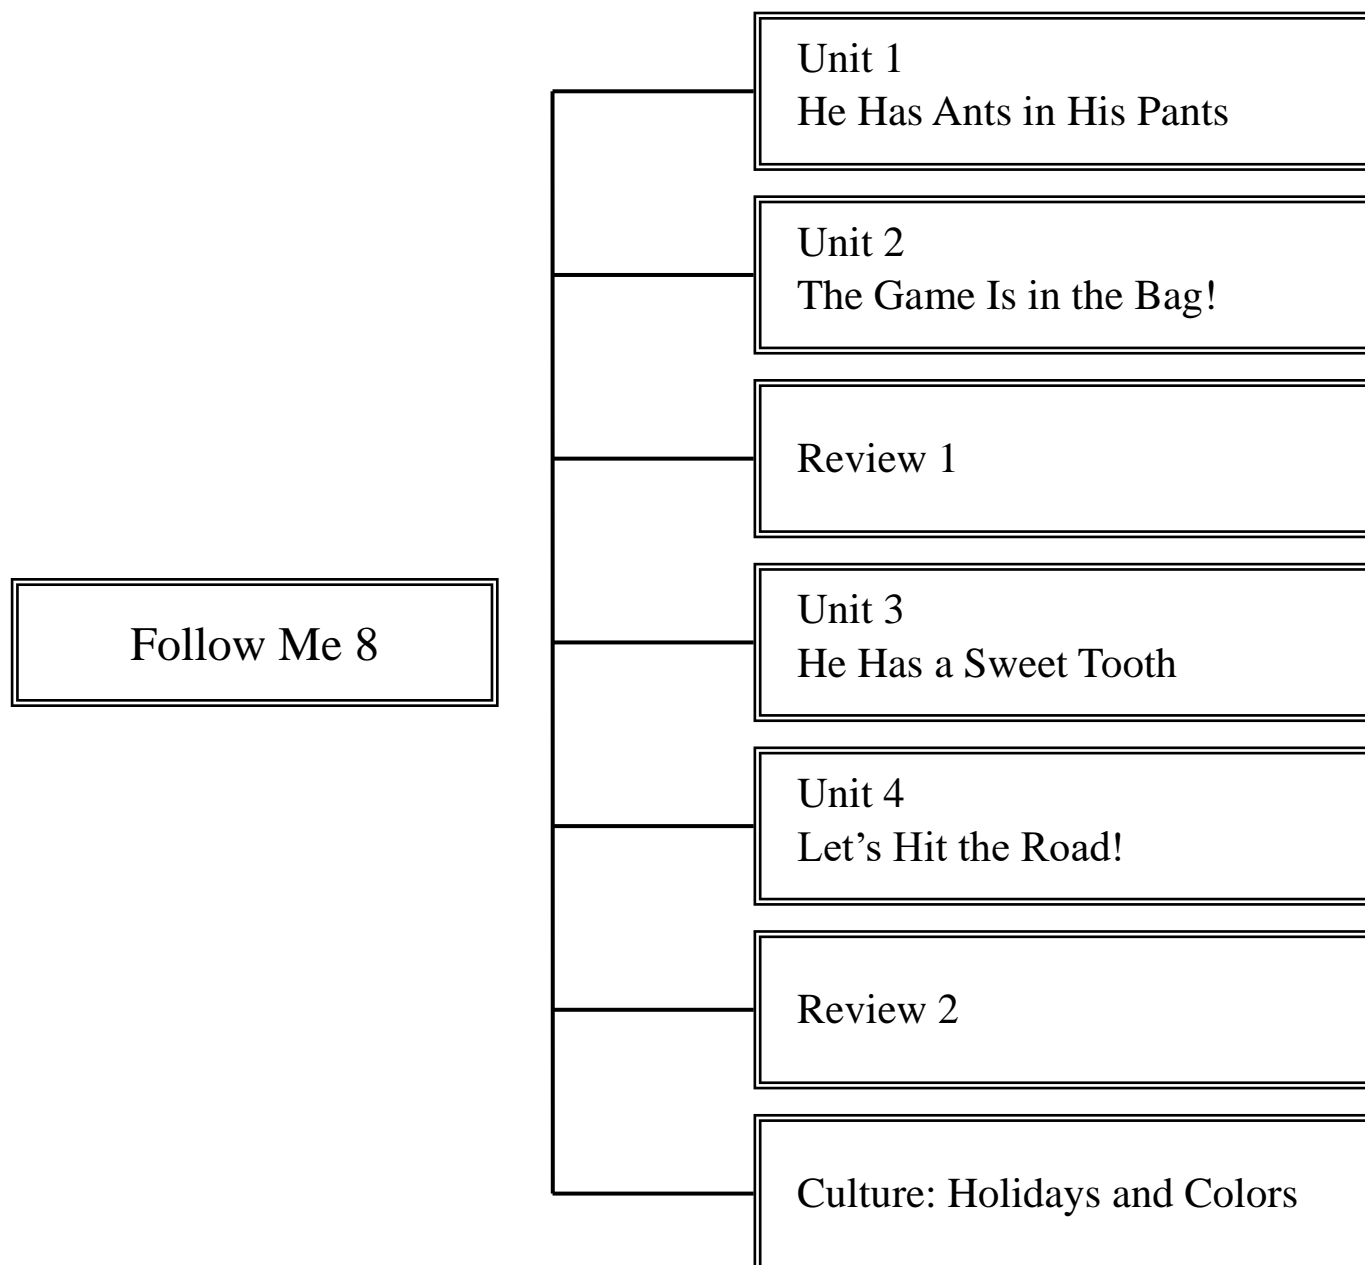 Follow Me 8
Unit 1
He Has Ants in His Pants
Unit 2
The Game Is in the Bag!
Review 1
Unit 3
He Has a Sweet Tooth
Unit 4
Let’s Hit the Road!
Review 2
Culture: Holidays and Colors